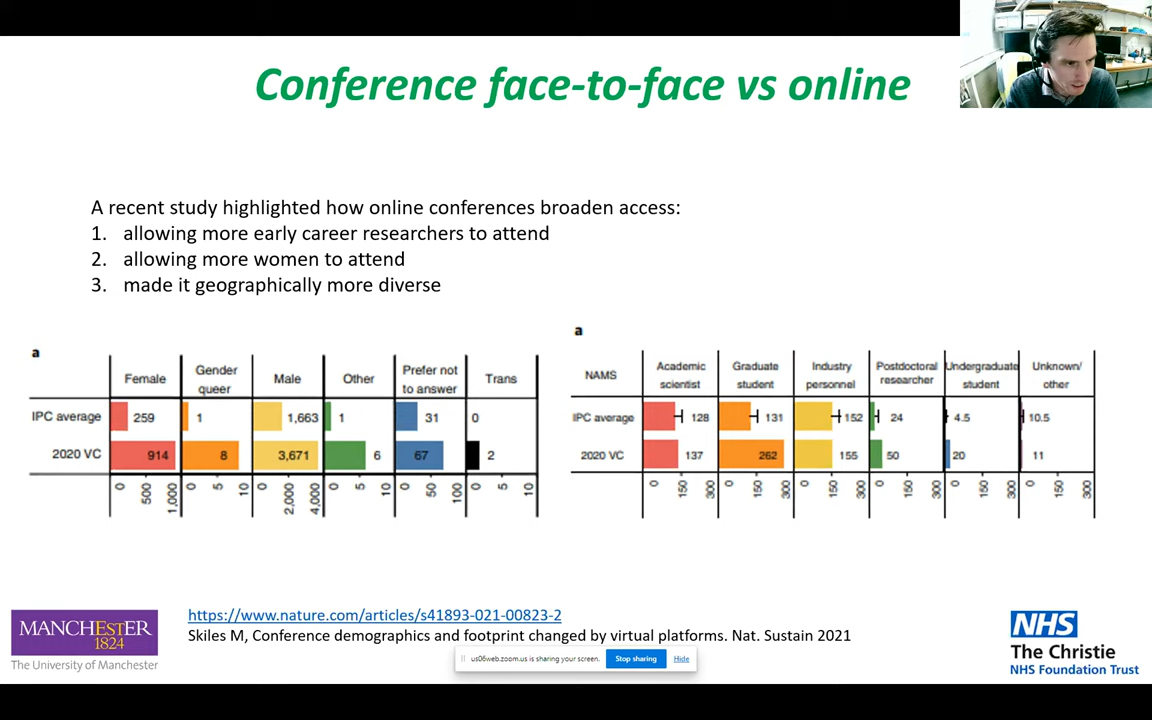 Conference face-to-face vs online
A recent study highlighted how online conferences broaden access:
1. allowing more early career researchers to attend
2. allowing more women to attend
3. made it geographically more diverse
a
Female
Gender queer
Male
Other
Prefer not to answer
Trans
IPC average 259 1 1,663 1 31 0
2020 VC 914 8 3,671 6 67 2
0 500 1,000 0 5 10 0 2,000 4,000 0 5 10 0 50 100 0 5 10
a
NAMS
Academic scientist
Graduate student
Industry personnel
Postdoctoral researcher
Undergraduate student
Unknown/ other
IPC average 128 131 152 24 4.5 10.5
2020 VC 137 262 155 50 20 11
0 150 300 0 150 300 0 150 300 0 150 300 0 150 300 0 150 300
https://www.nature.com/articles/s41893-021-00823-2
Skiles M, Conference demographics and footprint changed by virtual platforms. Nat. Sustain 2021
MANCHESTER
1824
The University of Manchester
us06web.zoom.us is sharing your screen. Stop sharing Hide
NHS
The Christie
NHS Foundation Trust